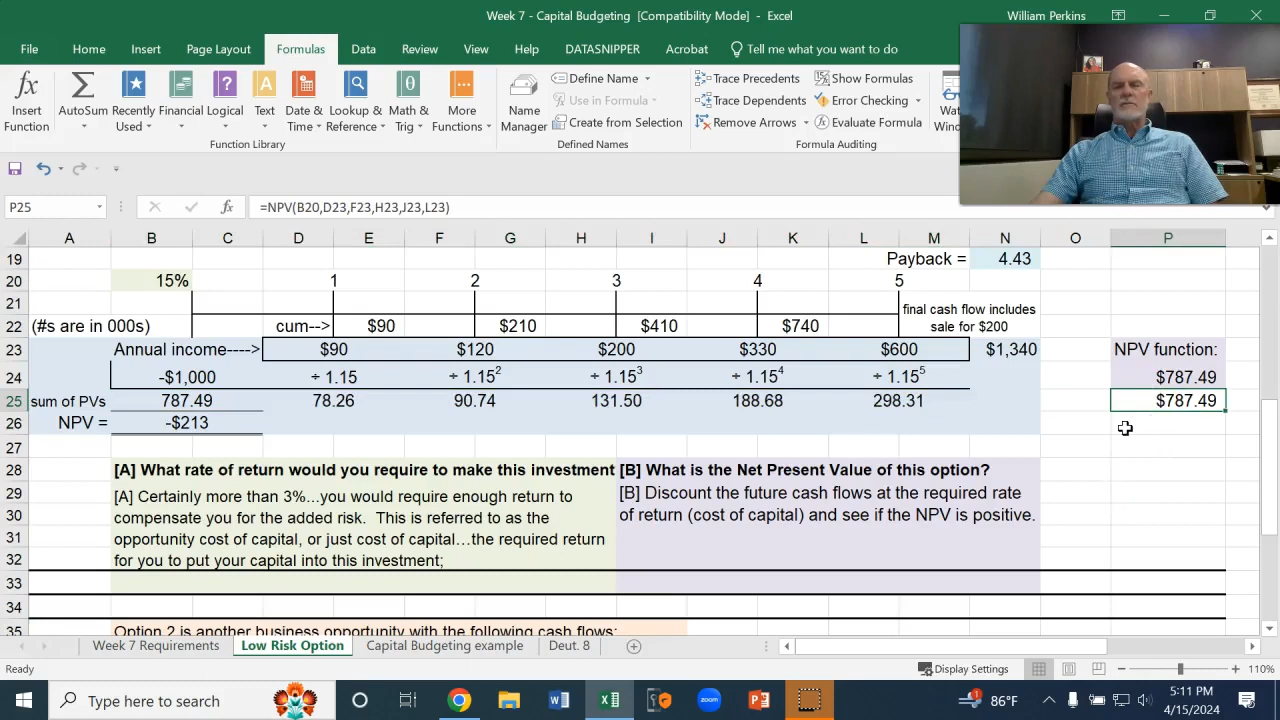 Week 7 - Capital Budgeting [Compatibility Mode] - Excel
William Perkins
File Home Insert Page Layout Formulas Data Review View Help DATASNIPPER Acrobat Tell me what you want to do
Insert Function
AutoSum
Recently Used
Financial
Logical
Text
Date & Time
Lookup & Reference
Math & Trig
More Functions
Function Library
Name Manager
Define Name
Use in Formula
Create from Selection
Defined Names
Trace Precedents
Trace Dependents
Remove Arrows
Show Formulas
Error Checking
Evaluate Formula
Formula Auditing
P25 fx =NPV(B20,D23,F23,H23,J23,L23)
A B C D E F G H I J K L M N O P
19 Payback = 4.43
20 15% 1 2 3 4 5
21 final cash flow includes
22 (#s are in 000s) cum--> $90 $210 $410 $740 sale for $200
23 Annual income----> $90 $120 $200 $330 $600 $1,340 NPV function:
24 -$1,000 ÷ 1.15 ÷ 1.15² ÷ 1.15³ ÷ 1.15⁴ ÷ 1.15⁵ $787.49
25 sum of PVs 787.49 78.26 90.74 131.50 188.68 298.31 $787.49
26 NPV = -$213
27
28 [A] What rate of return would you require to make this investment [B] What is the Net Present Value of this option?
29 [A] Certainly more than 3%...you would require enough return to [B] Discount the future cash flows at the required rate
30 compensate you for the added risk. This is referred to as the of return (cost of capital) and see if the NPV is positive.
31 opportunity cost of capital, or just cost of capital…the required return
32 for you to put your capital into this investment;
33
34
35 Option 2 is another business opportunity with the following cash flows:
Week 7 Requirements Low Risk Option Capital Budgeting example Deut. 8
Ready Display Settings 110%
Type here to search
86°F
5:11 PM
4/15/2024